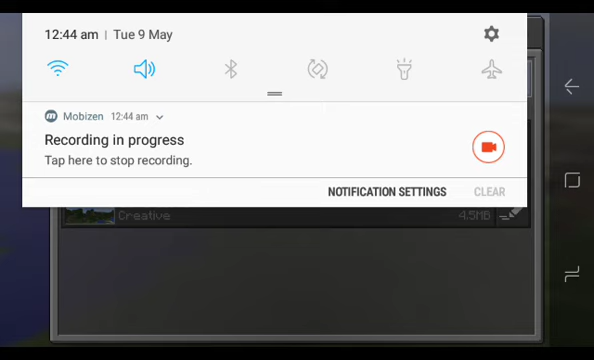 12:44 am | Tue 9 May
Mobizen 12:44 am
Recording in progress
Tap here to stop recording.
NOTIFICATION SETTINGS CLEAR
Creative 4.5MB